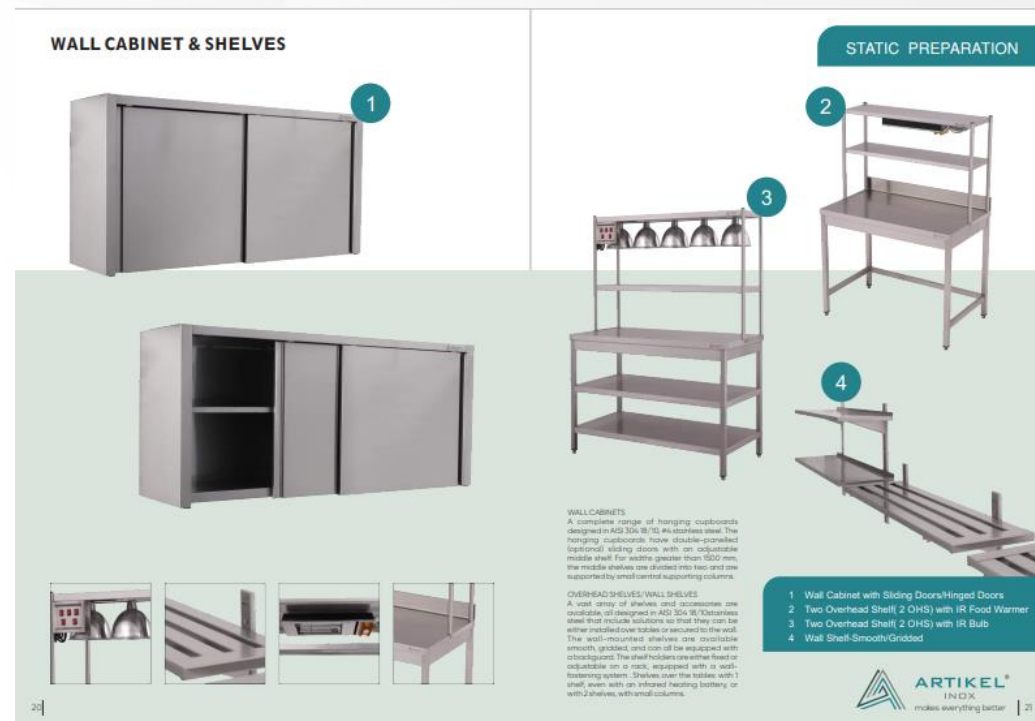 WALL CABINET & SHELVES
STATIC PREPARATION
1
2
3
4
WALL CABINETS
A complete range of hanging cupboards
designed in AISI 304 18/10, #4 stainless steel. The
hanging cupboards have double-panelled
(optional) sliding doors with an adjustable
middle shelf. For widths greater than 1500 mm,
the middle shelves are divided into two and are
supported by small central supporting columns.
OVERHEAD SHELVES/WALL SHELVES
A vast array of shelves and accessories are
available, all designed in AISI 304 18/10stainless
steel that include solutions so that they can be
either installed over tables or secured to the wall.
The wall-mounted shelves are available
smooth, gridded, and can all be equipped with
a backguard. The shelf holders are either fixed or
adjustable on a rack, equipped with a wall-
fastening system . Shelves over the tables with 1
shelf, even with an infrared heating battery, or
with 2 shelves, with small columns.
1 Wall Cabinet with Sliding Doors/Hinged Doors
2 Two Overhead Shelf( 2 OHS) with IR Food Warmer
3 Two Overhead Shelf( 2 OHS) with IR Bulb
4 Wall Shelf-Smooth/Gridded
ARTIKEL®
INOX
makes everything better
20
21